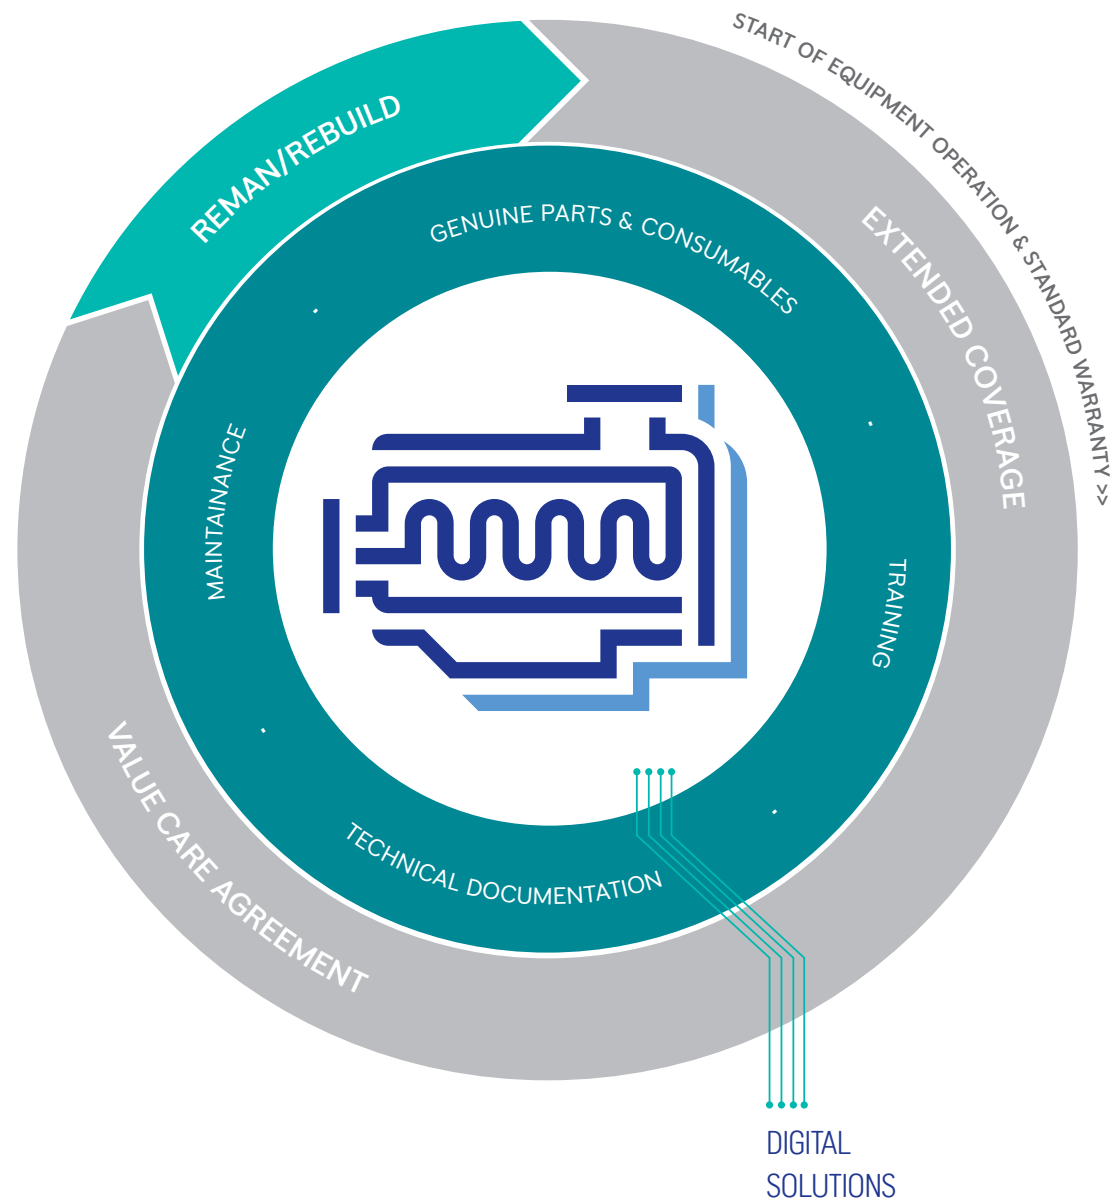 START OF EQUIPMENT OPERATION & STANDARD WARRANTY >>
REMAN/REBUILD
EXTENDED COVERAGE
VALUE CARE AGREEMENT
GENUINE PARTS & CONSUMABLES
TRAINING
TECHNICAL DOCUMENTATION
MAINTAINANCE
DIGITAL
SOLUTIONS